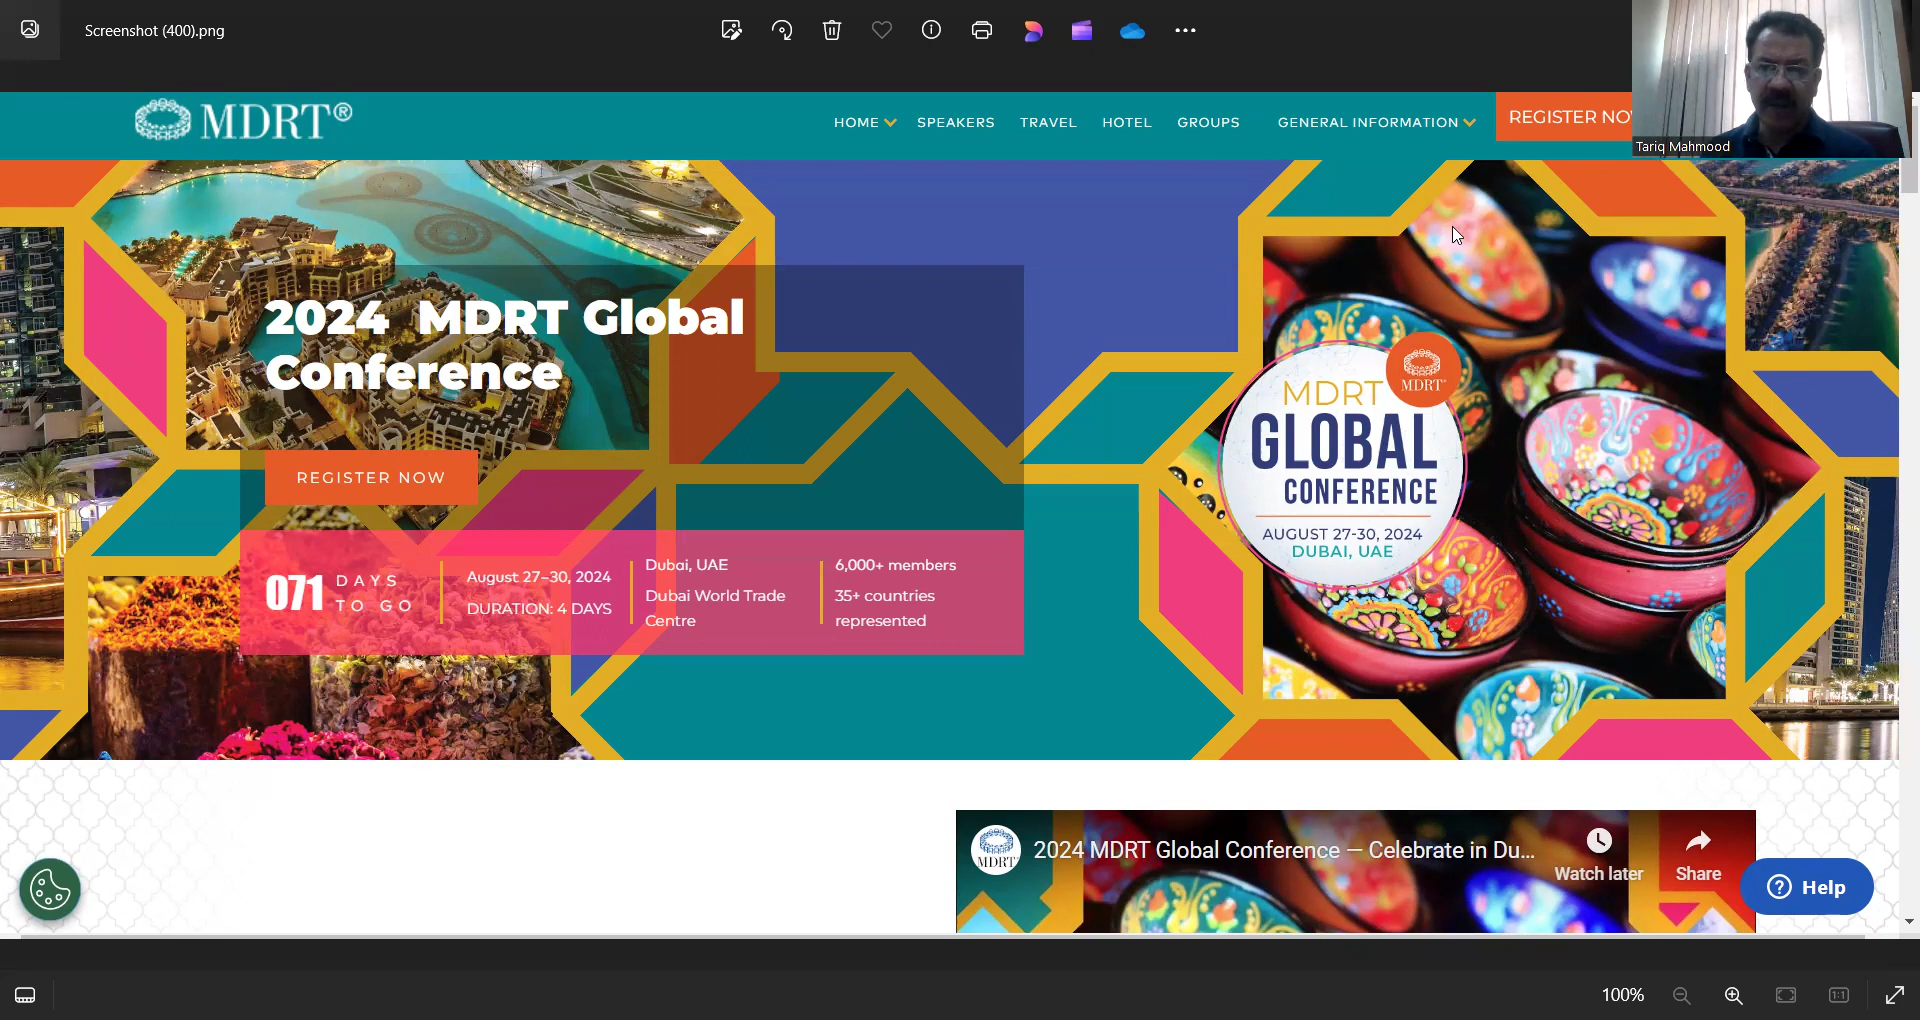 Screenshot (400).png
MDRT®
HOME
SPEAKERS
TRAVEL
HOTEL
GROUPS
GENERAL INFORMATION
REGISTER NOW
Tariq Mahmood
2024 MDRT Global
Conference
REGISTER NOW
071
DAYS
TO GO
August 27–30, 2024
DURATION: 4 DAYS
Dubai, UAE
Dubai World Trade
Centre
6,000+ members
35+ countries
represented
MDRT
MDRT
GLOBAL
CONFERENCE
AUGUST 27-30, 2024
DUBAI, UAE
MDRT
2024 MDRT Global Conference — Celebrate in Du...
Watch later
Share
Help
100%
1:1